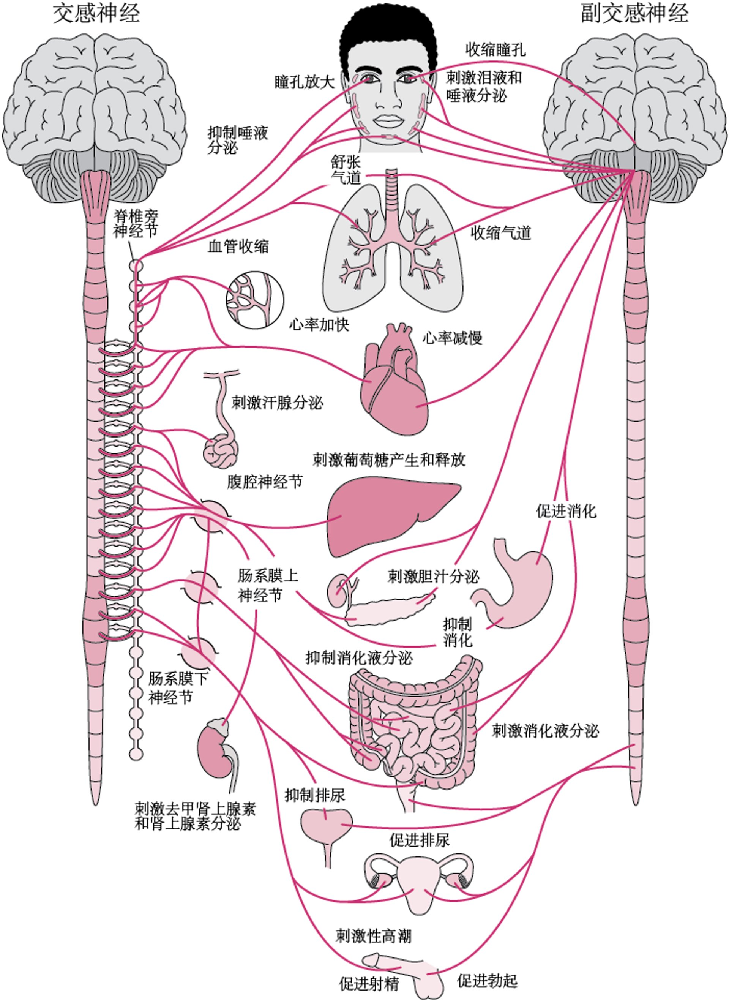 交感神经
副交感神经
收缩瞳孔
瞳孔放大
刺激泪液和
唾液分泌
抑制唾液
分泌
舒张
气道
脊椎旁
神经节
血管收缩
收缩气道
心率加快
心率减慢
刺激汗腺分泌
刺激葡萄糖产生和释放
腹腔神经节
促进消化
肠系膜上
神经节
刺激胆汁分泌
抑制
消化
抑制消化液分泌
肠系膜下
神经节
刺激消化液分泌
抑制排尿
刺激去甲肾上腺素
和肾上腺素分泌
促进排尿
刺激性高潮
促进射精
促进勃起